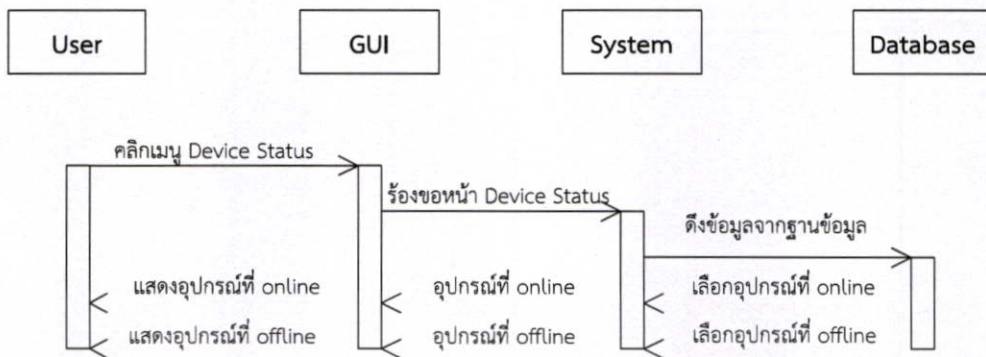 User
GUI
System
Database
คลิกเมนู Device Status
ร้องขอหน้า Device Status
ดึงข้อมูลจากฐานข้อมูล
แสดงอุปกรณ์ที่ online
อุปกรณ์ที่ online
เลือกอุปกรณ์ที่ online
แสดงอุปกรณ์ที่ offline
อุปกรณ์ที่ offline
เลือกอุปกรณ์ที่ offline